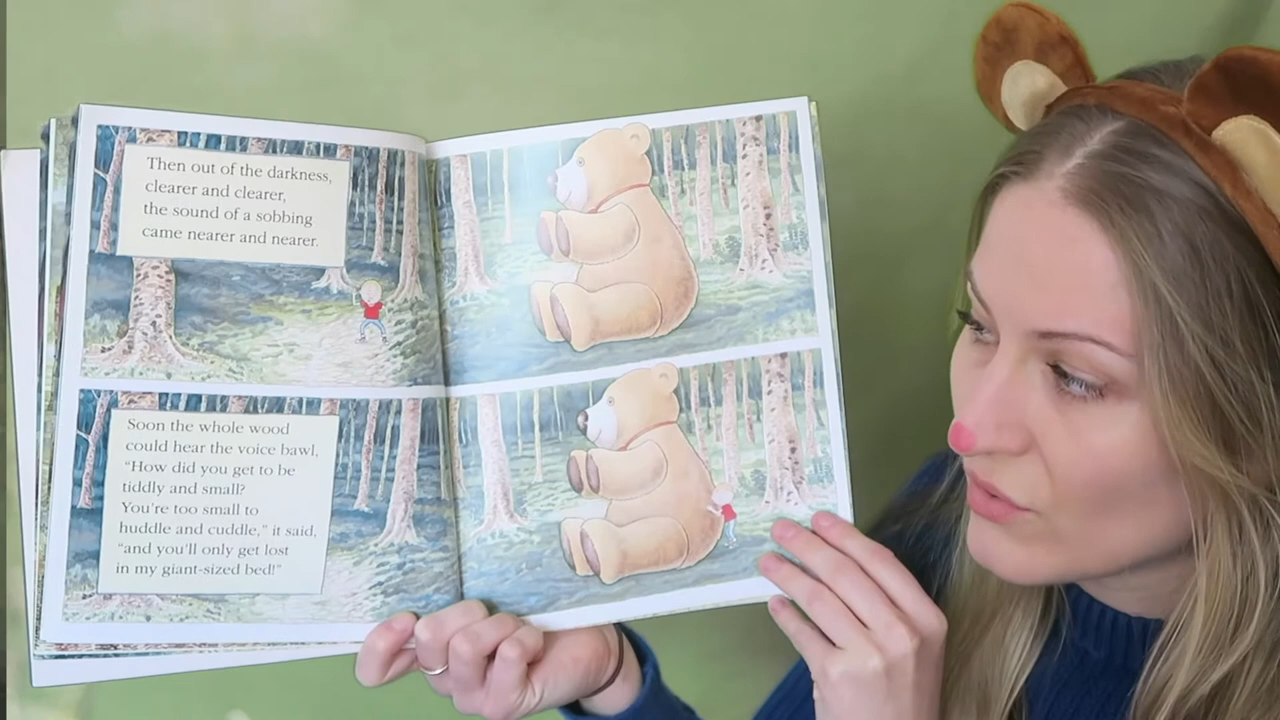 Then out of the darkness,
clearer and clearer,
the sound of a sobbing
came nearer and nearer.
Soon the whole wood
could hear the voice bawl,
"How did you get to be
tiddly and small?
You're too small to
huddle and cuddle," it said,
"and you'll only get lost
in my giant-sized bed!"